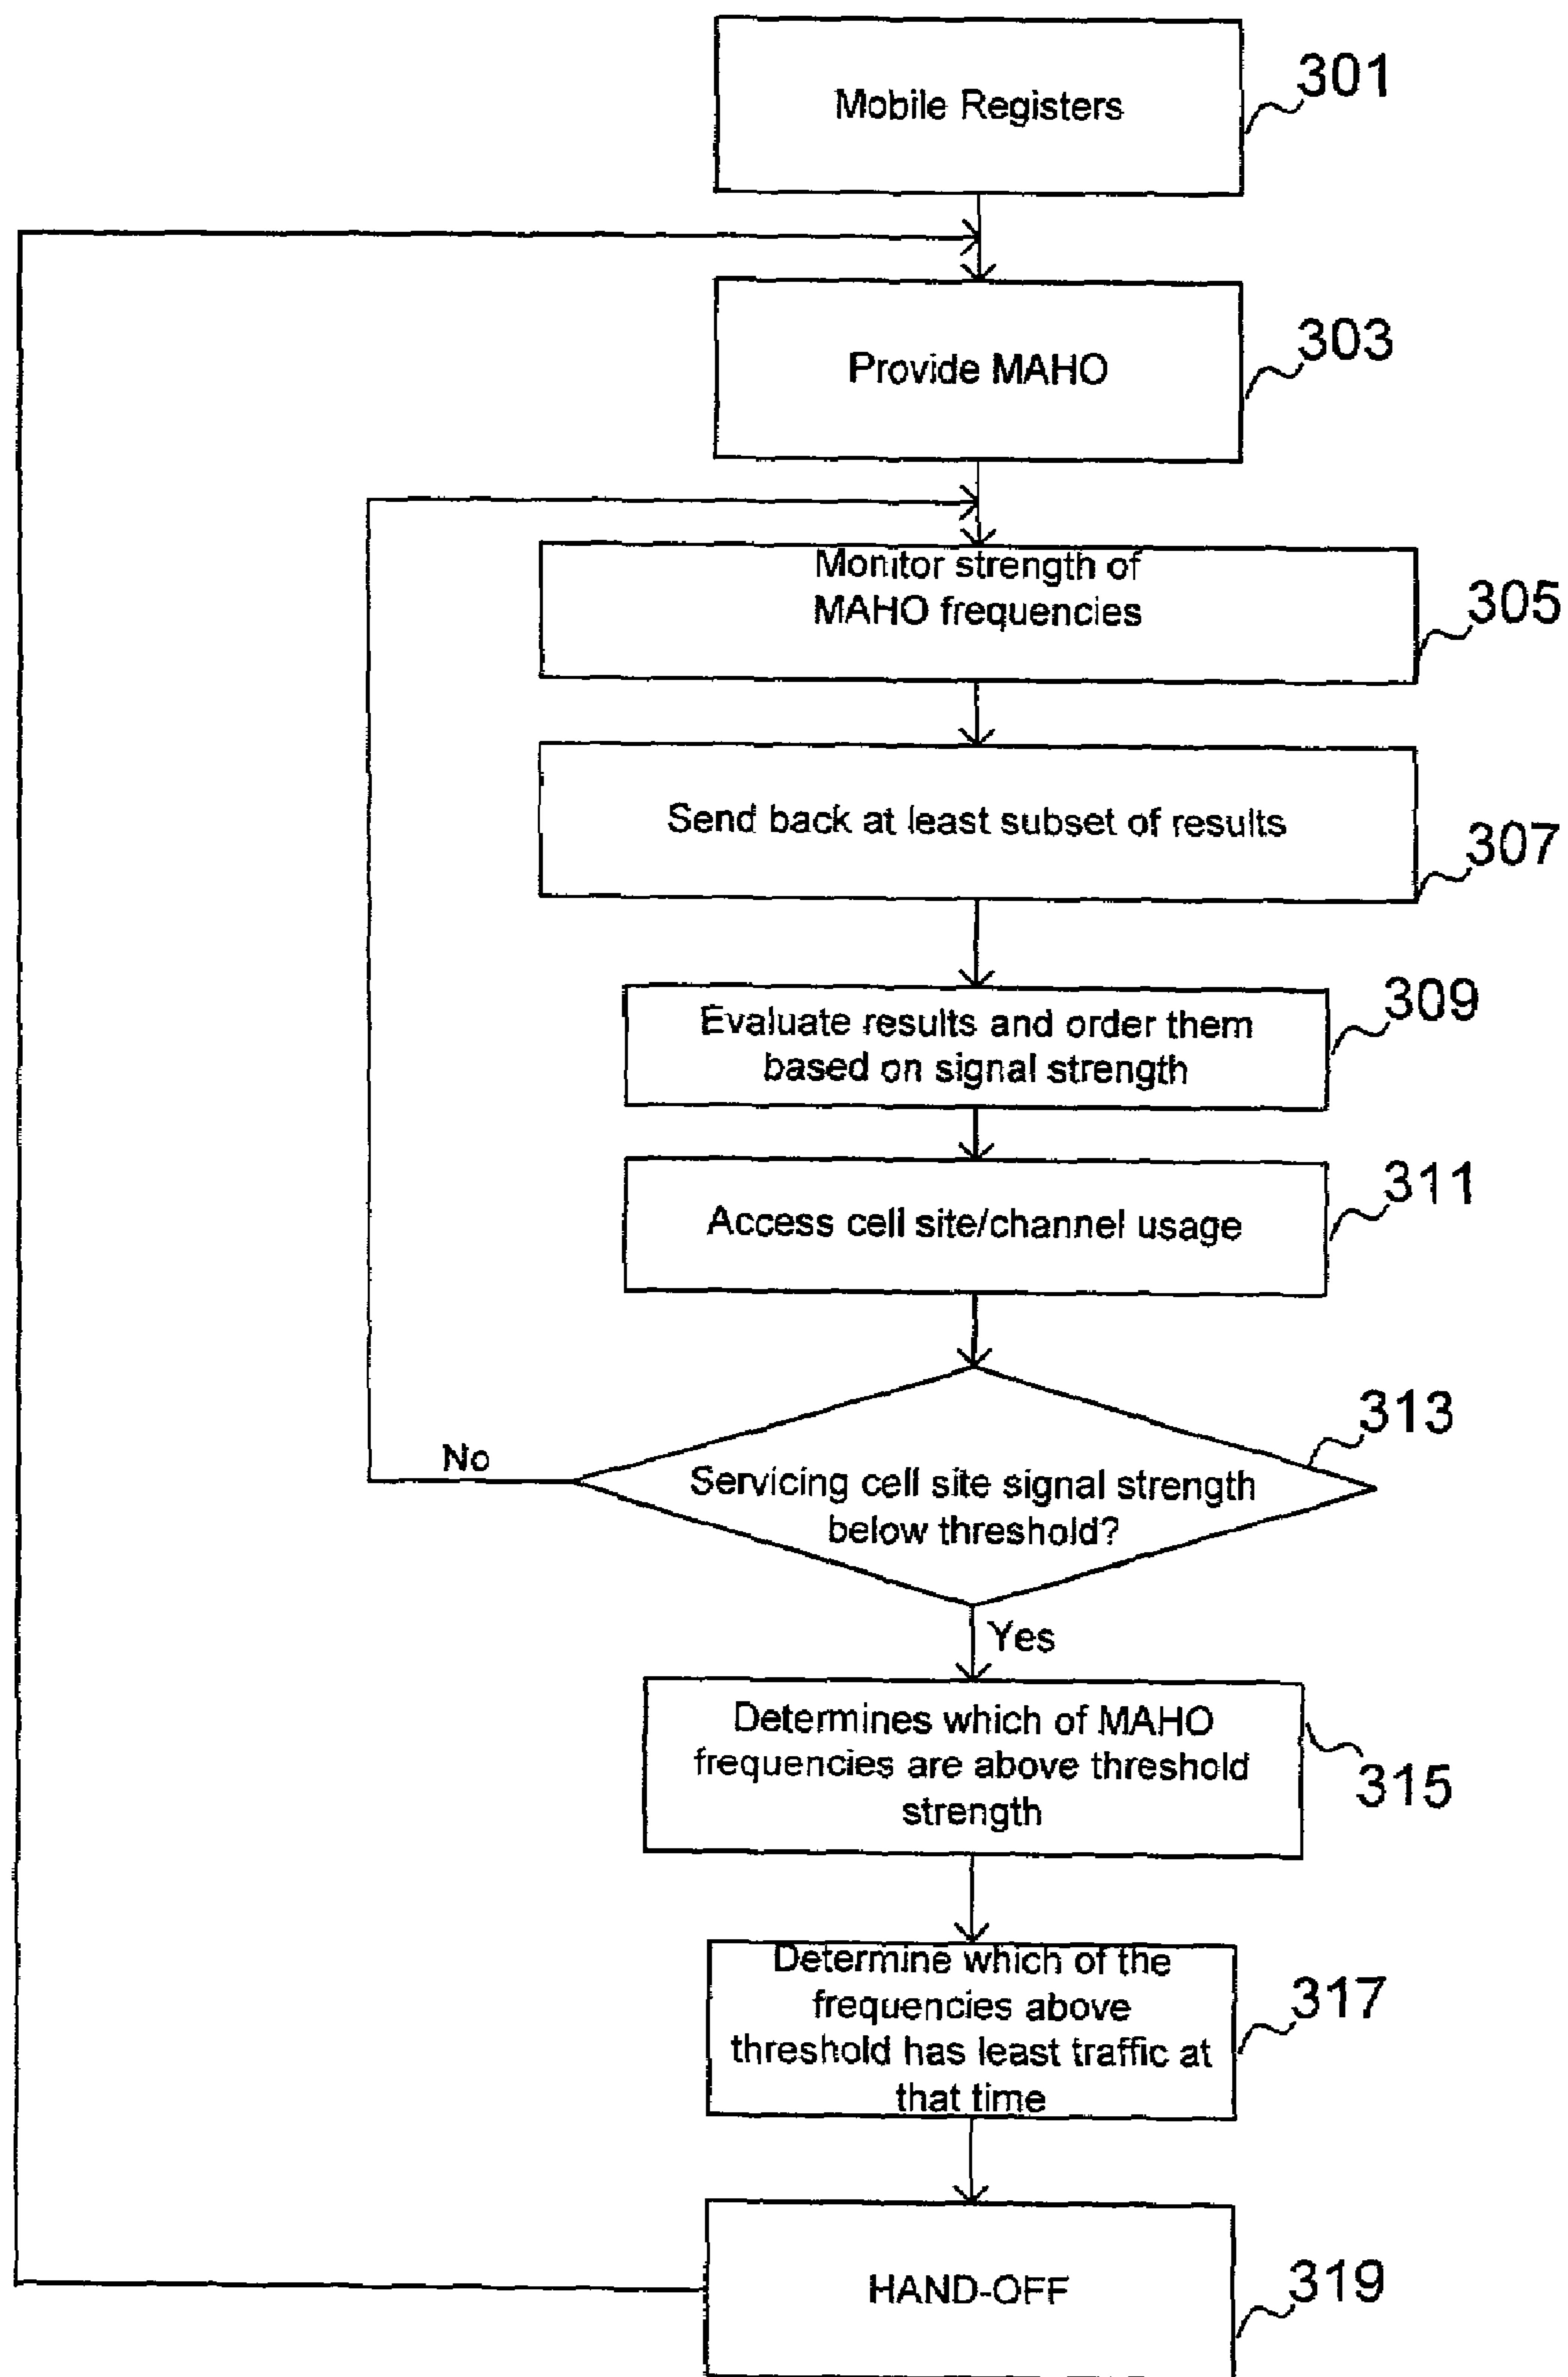 Mobile Registers
301
Provide MAHO
303
Monitor strength of
MAHO frequencies
305
Send back at least subset of results
307
Evaluate results and order them
based on signal strength
309
Access cell site/channel usage
311
313
No
Servicing cell site signal strength
below threshold?
Yes
Determines which of MAHO
frequencies are above threshold
strength
315
Determine which of the
frequencies above
threshold has least traffic at
that time
317
HAND-OFF
319